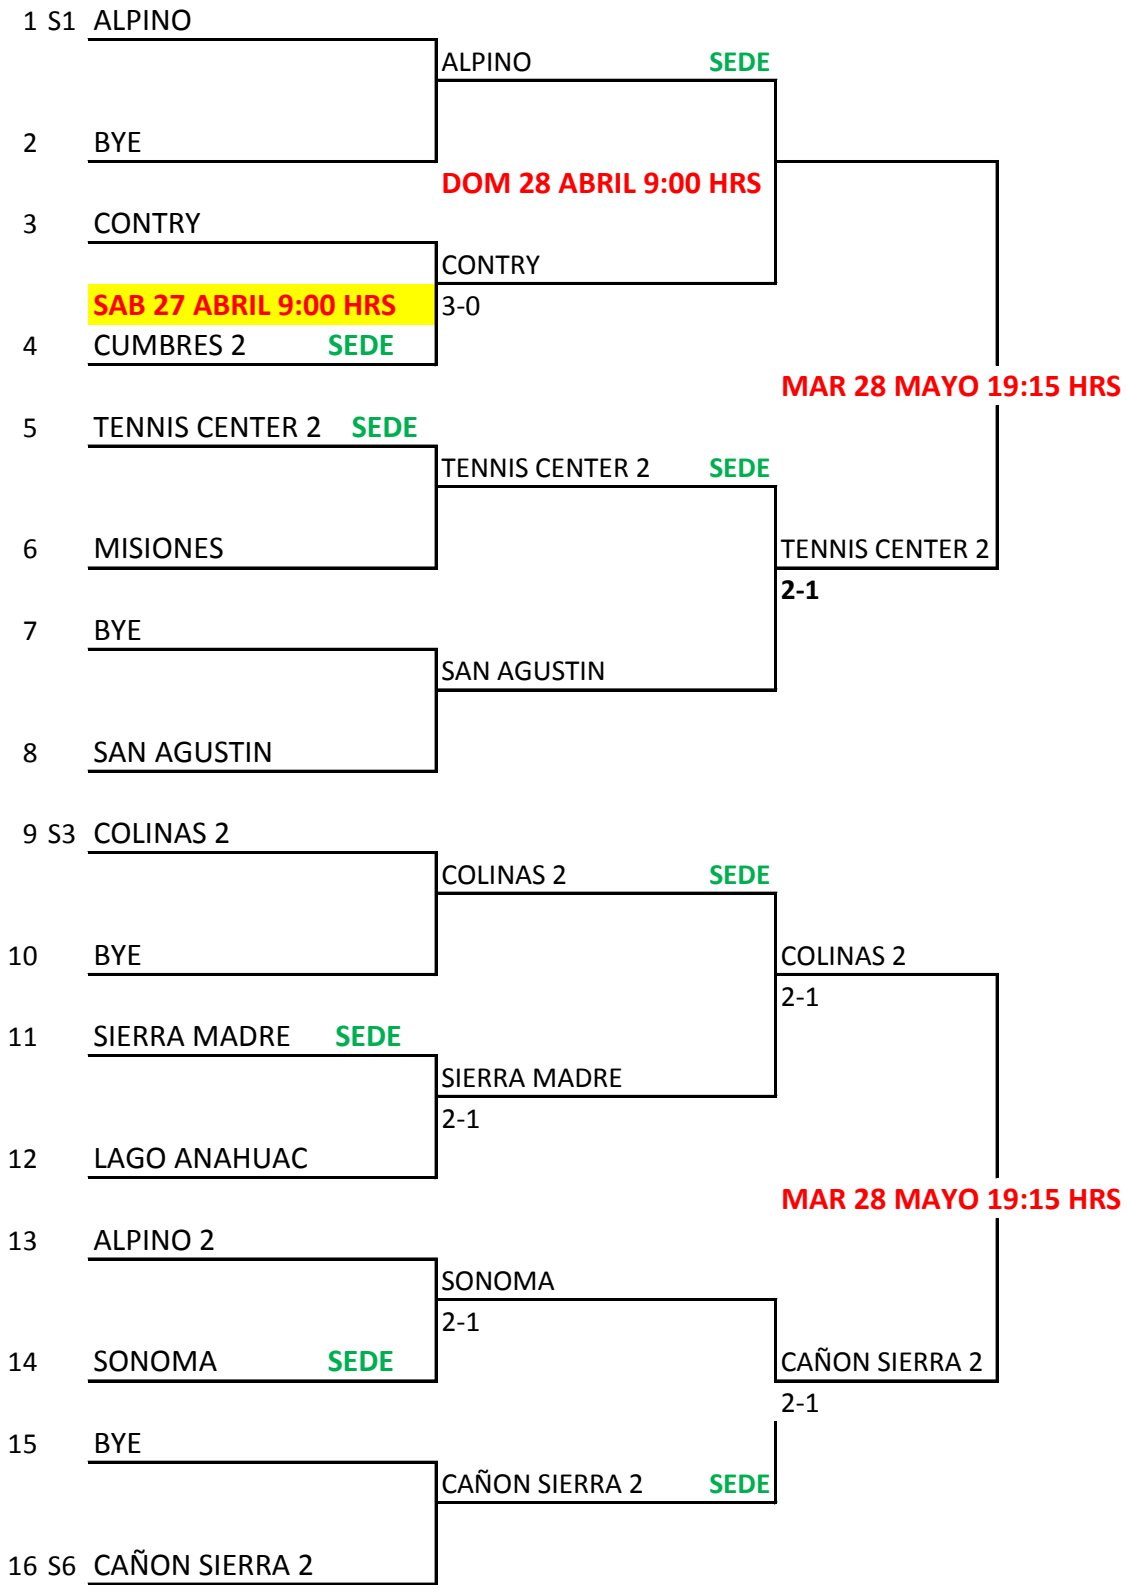 1 S1 ALPINO
ALPINO SEDE
2 BYE
DOM 28 ABRIL 9:00 HRS
3 CONTRY
CONTRY
SAB 27 ABRIL 9:00 HRS 3-0
4 CUMBRES 2 SEDE
MAR 28 MAYO 19:15 HRS
5 TENNIS CENTER 2 SEDE
TENNIS CENTER 2 SEDE
6 MISIONES TENNIS CENTER 2
2-1
7 BYE
SAN AGUSTIN
8 SAN AGUSTIN
9 S3 COLINAS 2
COLINAS 2 SEDE
10 BYE COLINAS 2
2-1
11 SIERRA MADRE SEDE
SIERRA MADRE
2-1
12 LAGO ANAHUAC
MAR 28 MAYO 19:15 HRS
13 ALPINO 2
SONOMA
2-1
14 SONOMA SEDE CAÑON SIERRA 2
2-1
15 BYE
CAÑON SIERRA 2 SEDE
16 S6 CAÑON SIERRA 2